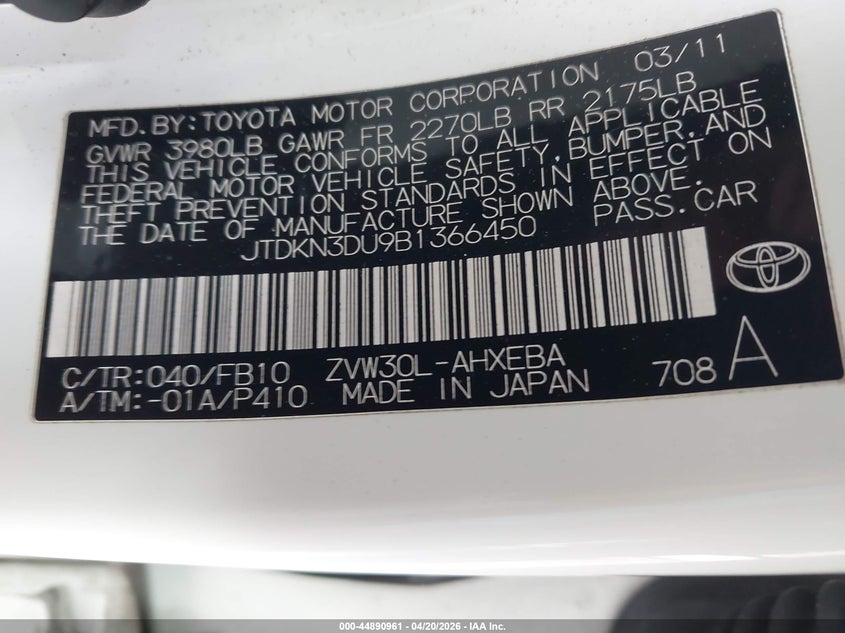 MFD.BY:TOYOTA MOTOR CORPORATION 03/11
GVWR 3980LB GAWR FR 2270LB RR 2175LB
THIS VEHICLE CONFORMS TO ALL APPLICABLE
FEDERAL MOTOR VEHICLE SAFETY,BUMPER,AND
THEFT PREVENTION STANDARDS IN EFFECT ON
THE DATE OF MANUFACTURE SHOWN ABOVE.
JTDKN3DU9B1366450 PASS.CAR
C/TR:040/FB10 ZVW30L-AHXEBA 708 A
A/TM:-01A/P410 MADE IN JAPAN
000-44890961 | 04/20/2026 – IAA Inc.